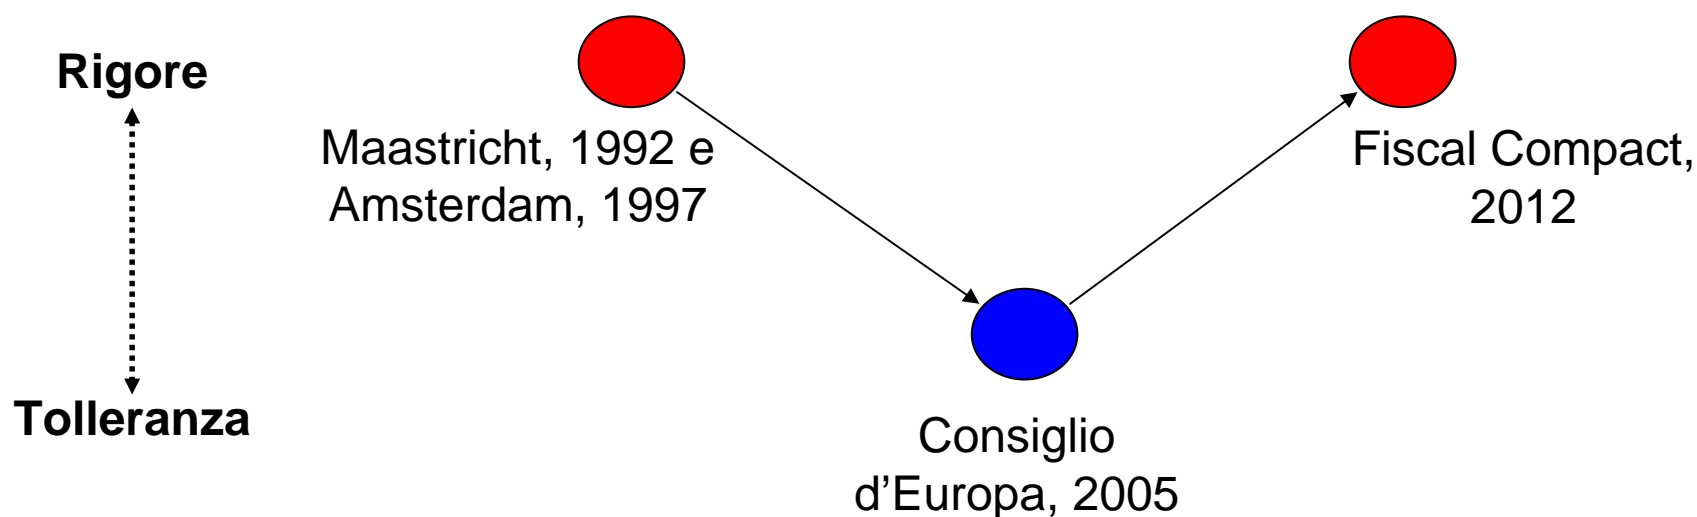 Rigore
Tolleranza
Maastricht, 1992 e
Amsterdam, 1997
Consiglio
d’Europa, 2005
Fiscal Compact,
2012